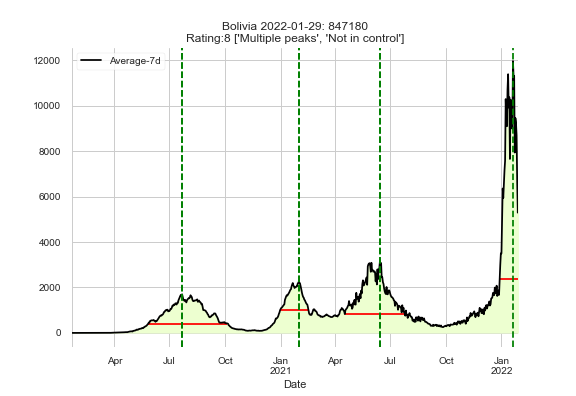 Bolivia 2022-01-29: 847180
Rating:8 ['Multiple peaks', 'Not in control']
Average-7d
12000
10000
8000
6000
4000
2000
0
Apr
Jul
Oct
Jan
2021
Apr
Jul
Oct
Jan
2022
Date